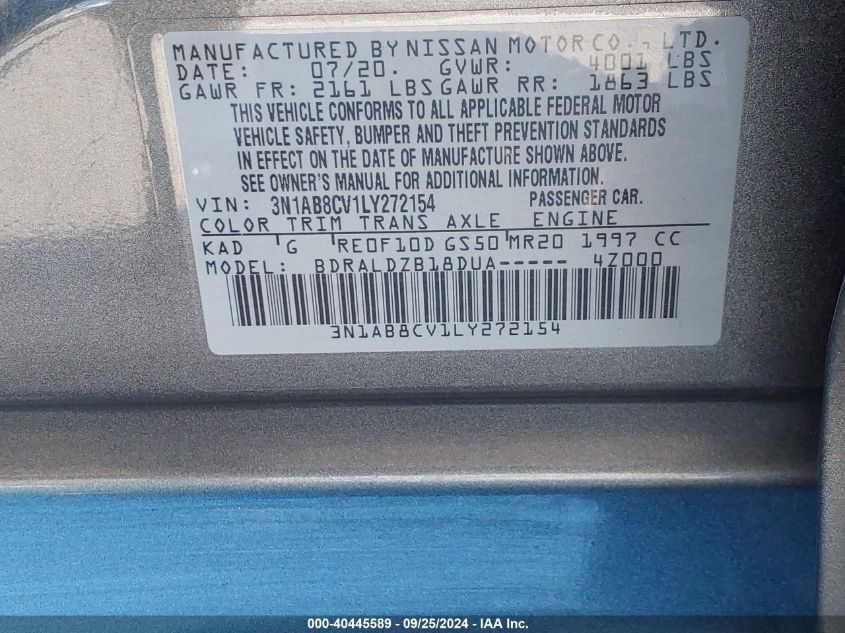 MANUFACTURED BY NISSAN MOTOR CO., LTD.
DATE: 07/20. GVWR: 4001 LBS
GAWR FR: 2161 LBS GAWR RR: 1863 LBS
THIS VEHICLE CONFORMS TO ALL APPLICABLE FEDERAL MOTOR
VEHICLE SAFETY, BUMPER AND THEFT PREVENTION STANDARDS
IN EFFECT ON THE DATE OF MANUFACTURE SHOWN ABOVE.
SEE OWNER'S MANUAL FOR ADDITIONAL INFORMATION.
VIN: 3N1AB8CV1LY272154 PASSENGER CAR.
COLOR TRIM TRANS AXLE ENGINE
KAD G RE0F10D GS50 MR20 1997 CC
MODEL: BDRALDZB18DUA----- 4Z000
3N1AB8CV1LY272154
000-40445589 - 09/25/2024 - IAAI.com